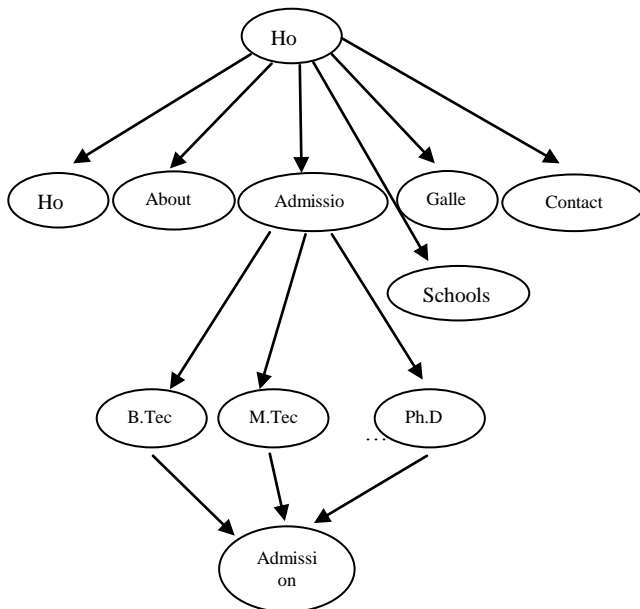 Ho
Ho
About
Admissio
Galle
Contact
Schools
B.Tec
M.Tec
Ph.D
...
Admissi
on